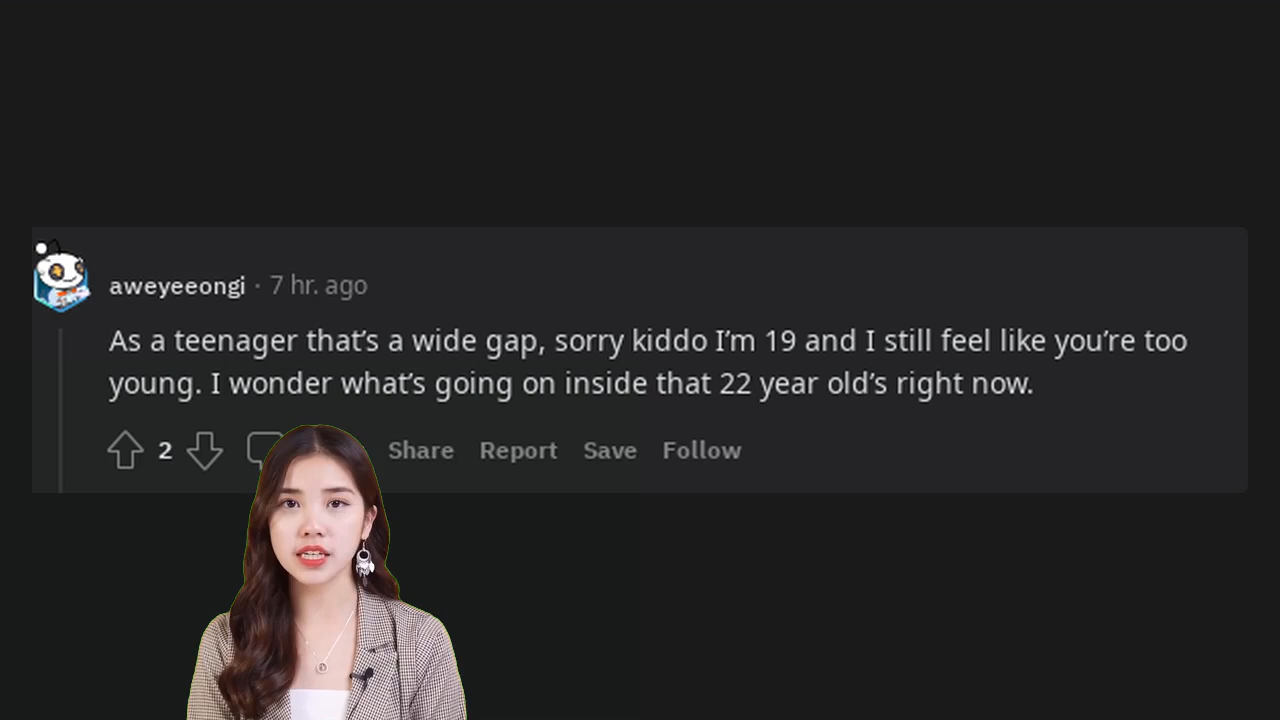 aweyeeongi · 7 hr. ago
As a teenager that’s a wide gap, sorry kiddo I’m 19 and I still feel like you’re too
young. I wonder what’s going on inside that 22 year old’s right now.
2 Share Report Save Follow